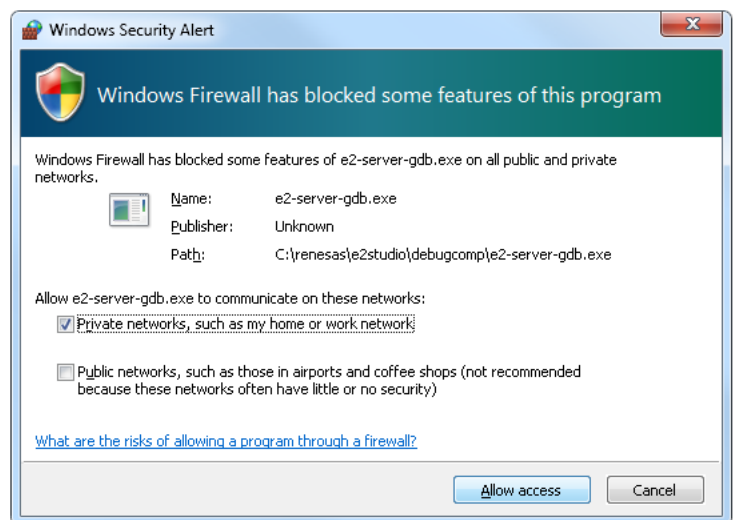 Windows Security Alert
Windows Firewall has blocked some features of this program
Windows Firewall has blocked some features of e2-server-gdb.exe on all public and private
networks.
Name: e2-server-gdb.exe
Publisher: Unknown
Path: C:\renesas\e2studio\debugcomp\e2-server-gdb.exe
Allow e2-server-gdb.exe to communicate on these networks:
Private networks, such as my home or work network
Public networks, such as those in airports and coffee shops (not recommended
because these networks often have little or no security)
What are the risks of allowing a program through a firewall?
Allow access Cancel